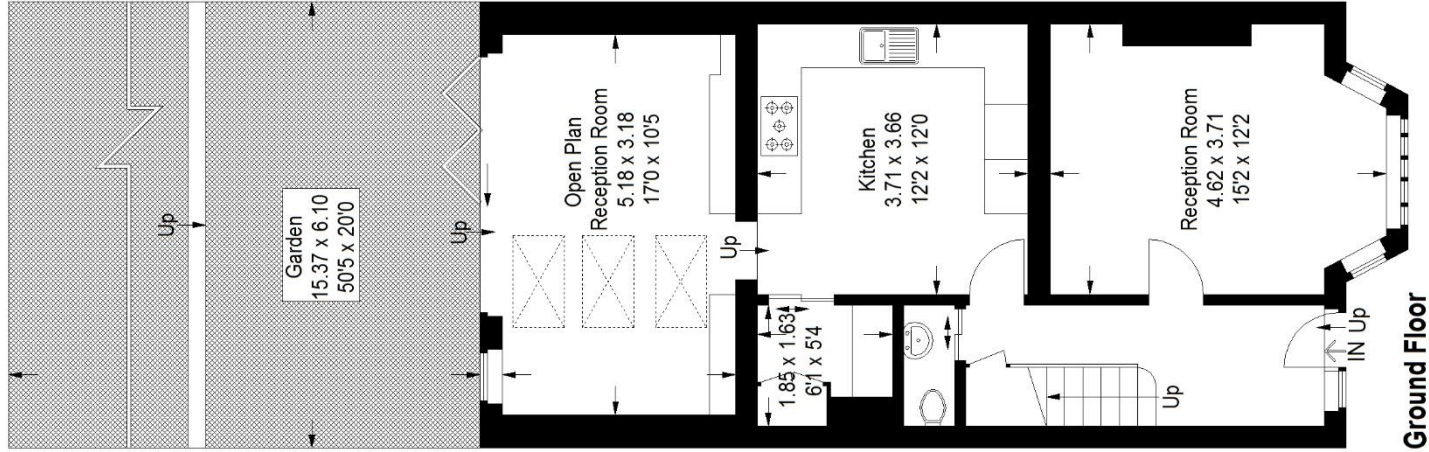 Up
Garden
15.37 x 6.10
50'5 x 20'0
Up
Open Plan
Reception Room
5.18 x 3.18
17'0 x 10'5
Up
Kitchen
3.71 x 3.66
12'2 x 12'0
1.85 x 1.63
6'1 x 5'4
Reception Room
4.62 x 3.71
15'2 x 12'2
Up
IN Up
Ground Floor